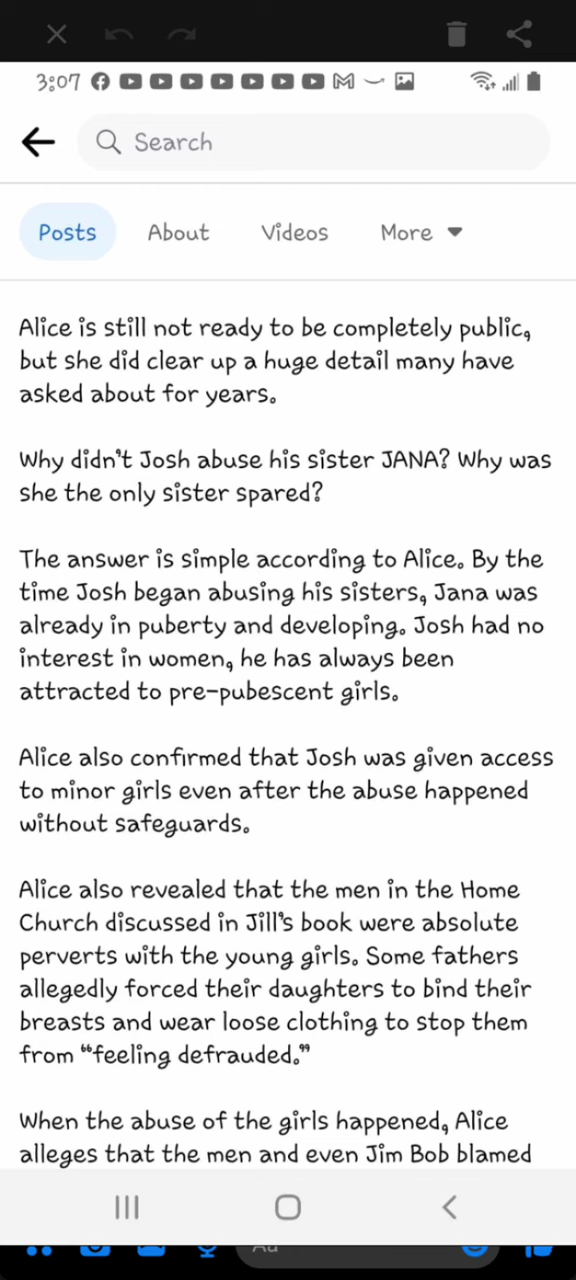 3:07
Search
Posts About Videos More
Alice is still not ready to be completely public,
but she did clear up a huge detail many have
asked about for years.
Why didn't Josh abuse his sister JANA? Why was
she the only sister spared?
The answer is simple according to Alice. By the
time Josh began abusing his sisters, Jana was
already in puberty and developing. Josh had no
interest in women, he has always been
attracted to pre-pubescent girls.
Alice also confirmed that Josh was given access
to minor girls even after the abuse happened
without safeguards.
Alice also revealed that the men in the Home
Church discussed in Jill's book were absolute
perverts with the young girls. Some fathers
allegedly forced their daughters to bind their
breasts and wear loose clothing to stop them
from "feeling defrauded."
When the abuse of the girls happened, Alice
alleges that the men and even Jim Bob blamed
Aa